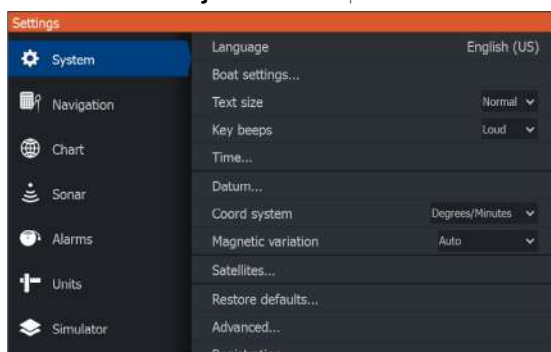 Settings
System
Navigation
Chart
Sonar
Alarms
Units
Simulator
Language English (US)
Boat settings...
Text size Normal
Key beeps Loud
Time...
Datum...
Coord system Degrees/Minutes
Magnetic variation Auto
Satellites...
Restore defaults...
Advanced...